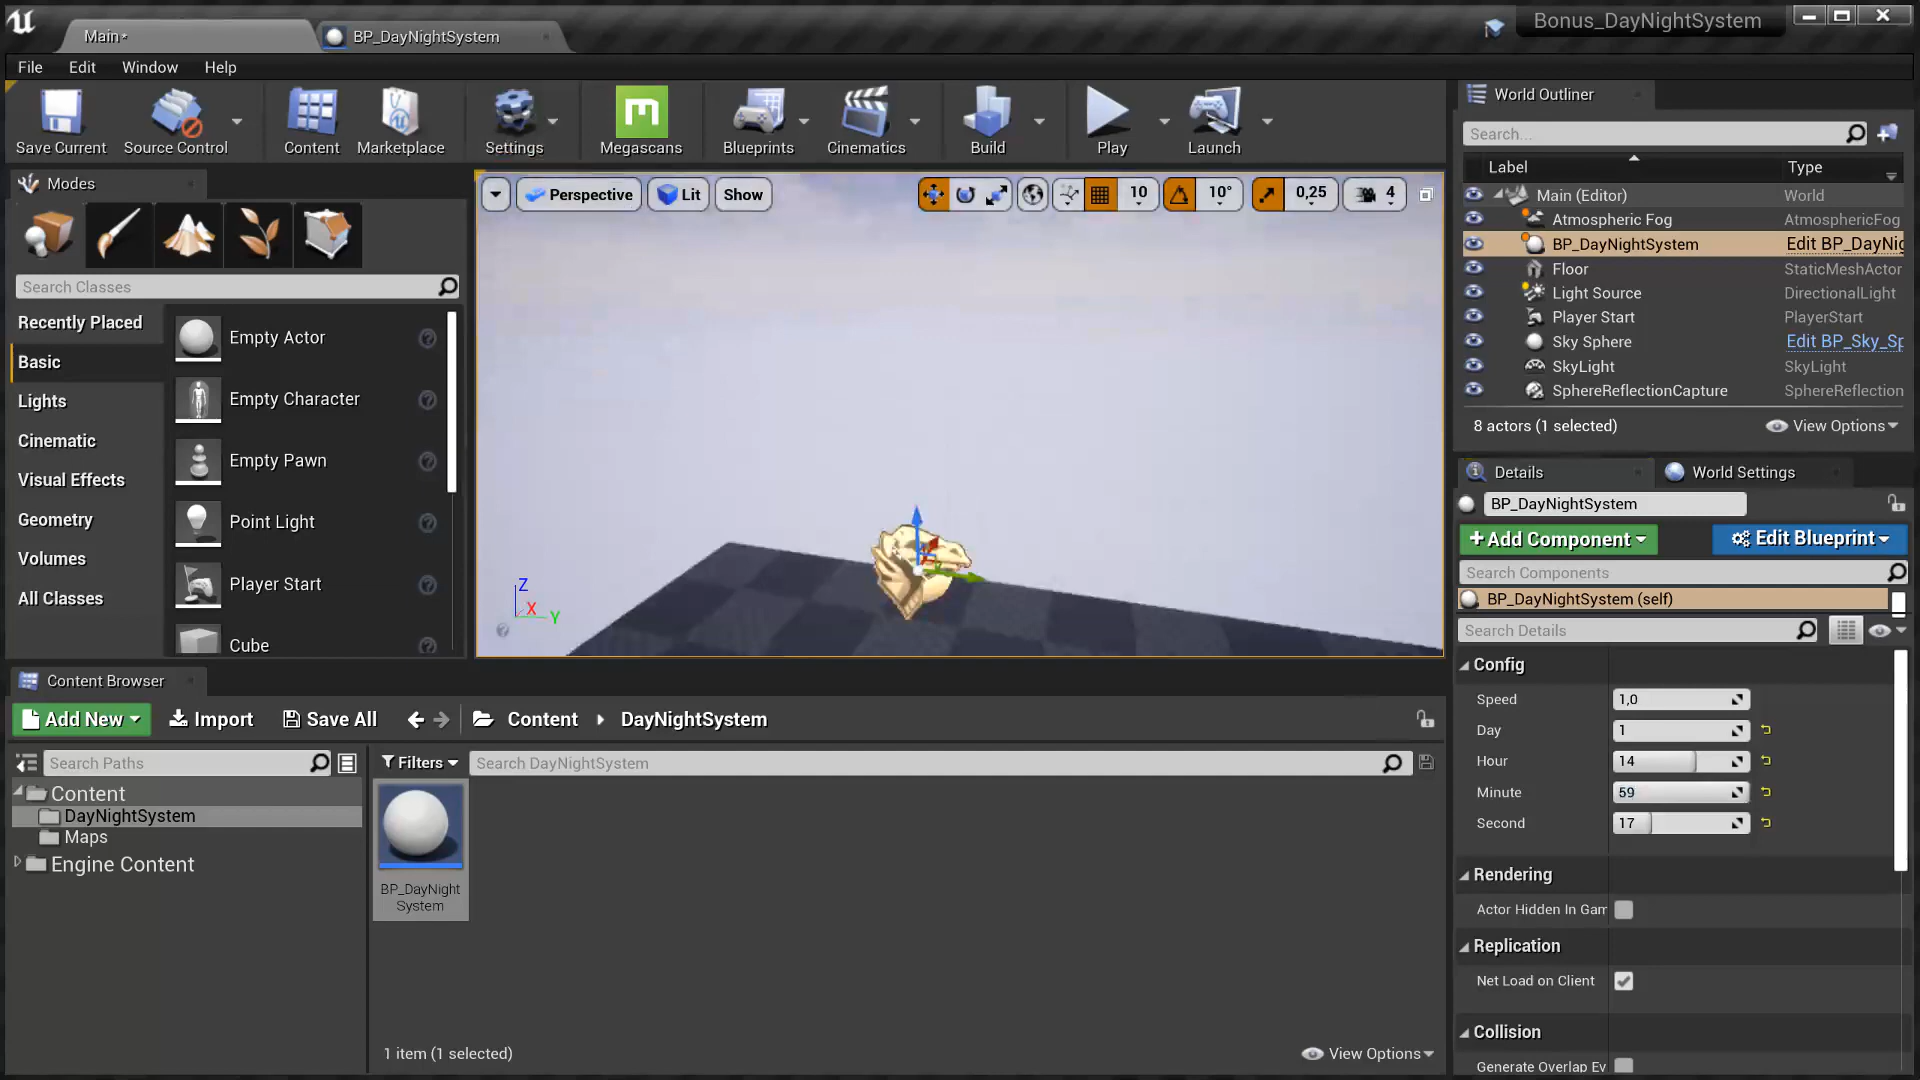 Main*
BP_DayNightSystem
Bonus_DayNightSystem
File Edit Window Help
Save Current
Source Control
Content
Marketplace
Settings
Megascans
Blueprints
Cinematics
Build
Play
Launch
Modes
Search Classes
Recently Placed
Basic
Lights
Cinematic
Visual Effects
Geometry
Volumes
All Classes
Empty Actor
Empty Character
Empty Pawn
Point Light
Player Start
Cube
Perspective
Lit
Show
10
10°
0,25
4
Z
X
Y
World Outliner
Search...
Label Type
Main (Editor) World
Atmospheric Fog AtmosphericFog
BP_DayNightSystem Edit BP_DayNig
Floor StaticMeshActor
Light Source DirectionalLight
Player Start PlayerStart
Sky Sphere Edit BP_Sky_Sp
SkyLight SkyLight
SphereReflectionCapture SphereReflection
8 actors (1 selected) View Options
Details
World Settings
BP_DayNightSystem
+Add Component
Edit Blueprint
Search Components
BP_DayNightSystem (self)
Search Details
Config
Speed 1,0
Day 1
Hour 14
Minute 59
Second 17
Rendering
Actor Hidden In Gam
Replication
Net Load on Client
Collision
Generate Overlap Ev
Content Browser
Add New
Import
Save All
Content
DayNightSystem
Search Paths
Filters
Search DayNightSystem
Content
DayNightSystem
Maps
Engine Content
BP_DayNight
System
1 item (1 selected)
View Options